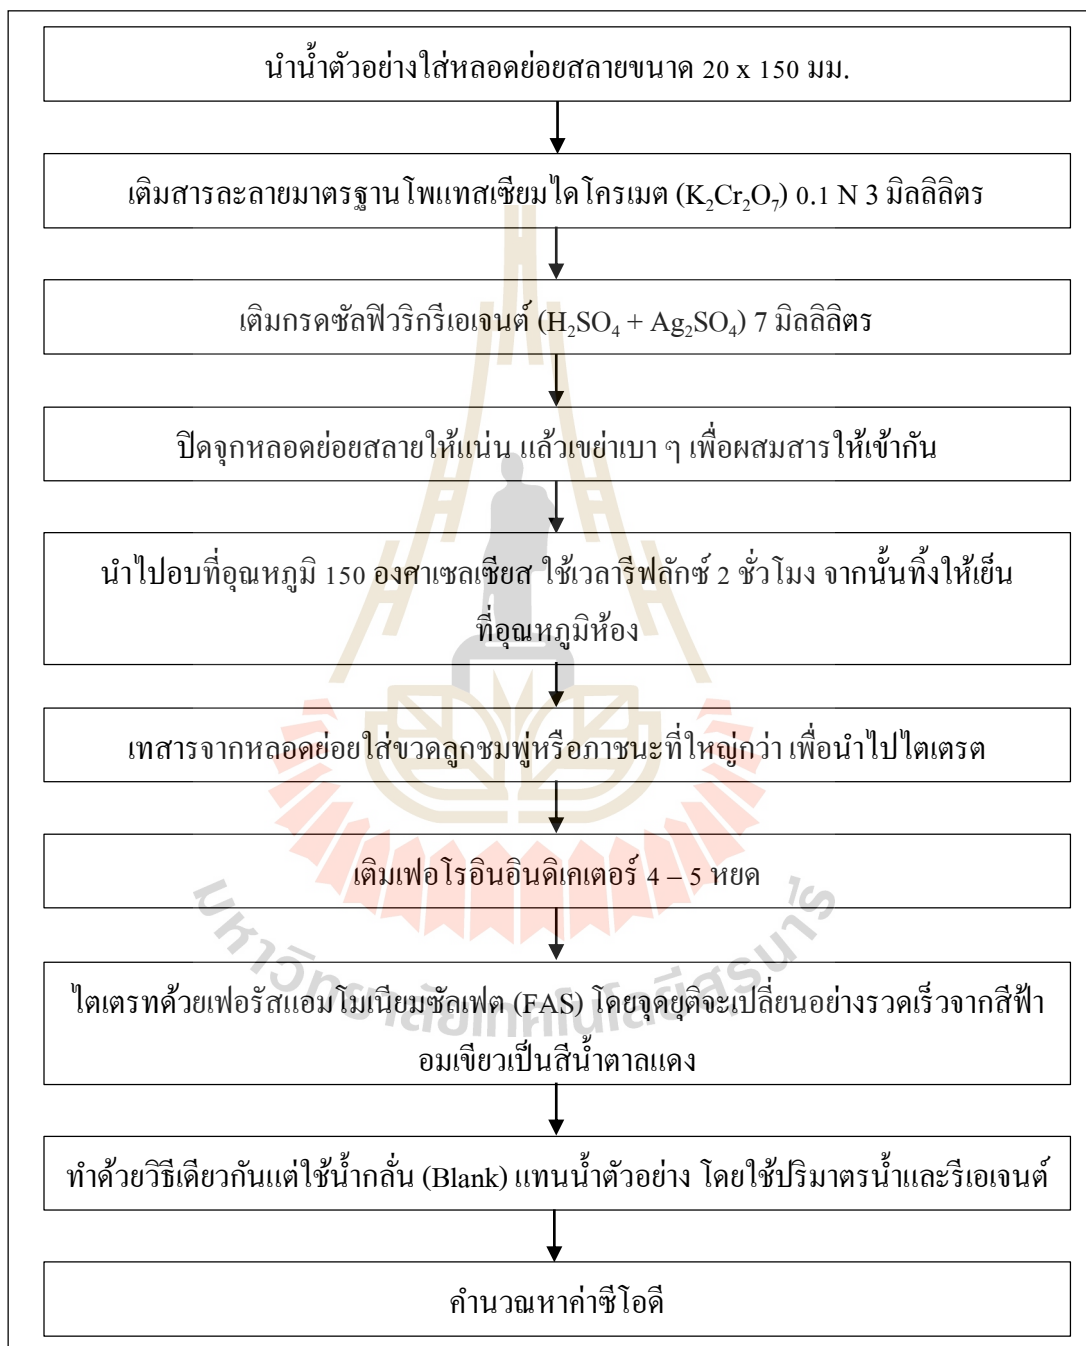 นำน้ำตัวอย่างใส่หลอดย่อยสลายขนาด 20 x 150 มม.
เติมสารละลายมาตรฐานโพแทสเซียมไดโครเมต (K₂Cr₂O₇) 0.1 N 3 มิลลิลิตร
เติมกรดซัลฟิวริกรีเอเจนต์ (H₂SO₄ + Ag₂SO₄) 7 มิลลิลิตร
ปิดจุกหลอดย่อยสลายให้แน่น แล้วเขย่าเบา ๆ เพื่อผสมสารให้เข้ากัน
นำไปอบที่อุณหภูมิ 150 องศาเซลเซียส ใช้เวลารีฟลักซ์ 2 ชั่วโมง จากนั้นทิ้งให้เย็น
ที่อุณหภูมิห้อง
เทสารจากหลอดย่อยใส่ขวดลูกชมพู่หรือภาชนะที่ใหญ่กว่า เพื่อนำไปไตเตรต
เติมเฟอโรอินอินดิเคเตอร์ 4 – 5 หยด
ไตเตรทด้วยเฟอรัสแอมโมเนียมซัลเฟต (FAS) โดยจุดยุติจะเปลี่ยนอย่างรวดเร็วจากสีฟ้า
อมเขียวเป็นสีน้ำตาลแดง
ทำด้วยวิธีเดียวกันแต่ใช้น้ำกลั่น (Blank) แทนน้ำตัวอย่าง โดยใช้ปริมาตรน้ำและรีเอเจนต์
คำนวณหาค่าซีโอดี
มหาวิทยาลัยเทคโนโลยีสุรนารี